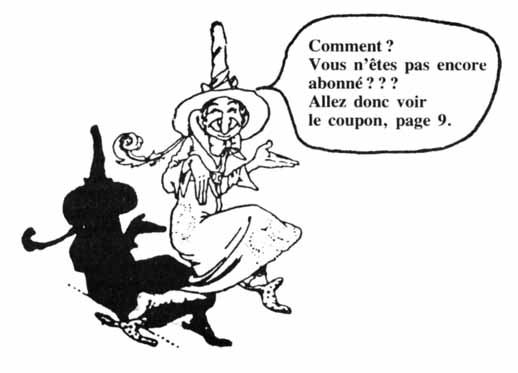 Comment ?
Vous n'êtes pas encore
abonné ? ? ?
Allez donc voir
le coupon, page 9.